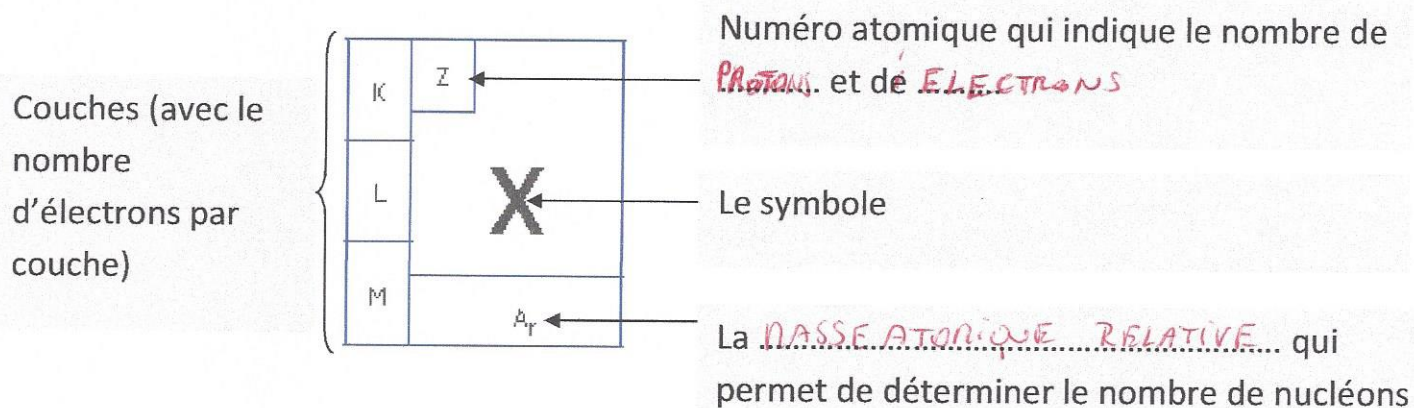 Numéro atomique qui indique le nombre de
PROTONS et de ELECTRONS
Couches (avec le
nombre
d'électrons par
couche)
K
Z
L
X
M
Ar
Le symbole
La MASSE ATOMIQUE RELATIVE qui
permet de déterminer le nombre de nucléons